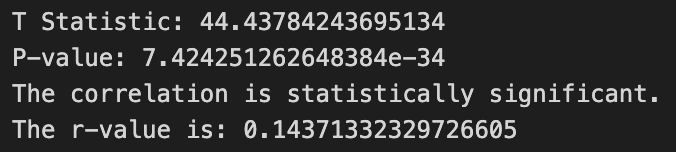 T Statistic: 44.43784243695134
P-value: 7.424251262648384e-34
The correlation is statistically significant.
The r-value is: 0.14371332329726605